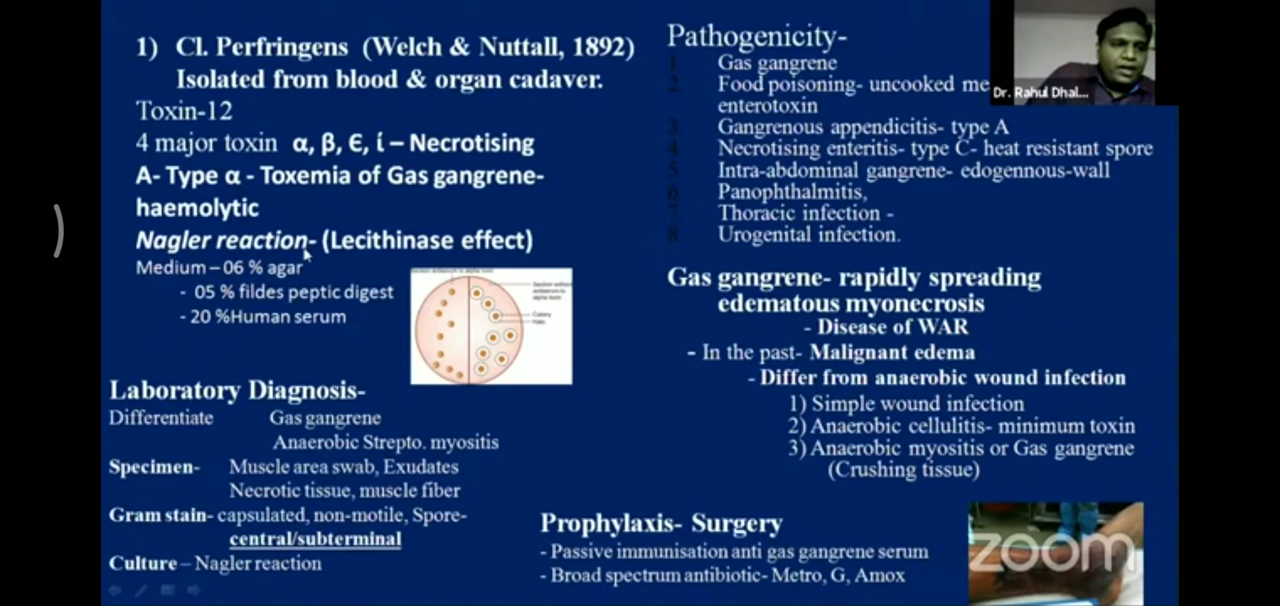 1) Cl. Perfringens (Welch & Nuttall, 1892)
Isolated from blood & organ cadaver.
Toxin-12
4 major toxin α, β, Є, ί – Necrotising
A- Type α - Toxemia of Gas gangrene-
haemolytic
Nagler reaction- (Lecithinase effect)
Medium – 06 % agar
- 05 % fildes peptic digest
- 20 %Human serum
Laboratory Diagnosis-
Differentiate Gas gangrene
Anaerobic Strepto. myositis
Specimen- Muscle area swab, Exudates
Necrotic tissue, muscle fiber
Gram stain- capsulated, non-motile, Spore-
central/subterminal
Culture – Nagler reaction
Pathogenicity-
1 Gas gangrene
2 Food poisoning- uncooked me
enterotoxin
3 Gangrenous appendicitis- type A
4 Necrotising enteritis- type C- heat resistant spore
5 Intra-abdominal gangrene- edogennous-wall
6 Panophthalmitis,
7 Thoracic infection -
8 Urogenital infection.
Gas gangrene- rapidly spreading
edematous myonecrosis
- Disease of WAR
- In the past- Malignant edema
- Differ from anaerobic wound infection
1) Simple wound infection
2) Anaerobic cellulitis- minimum toxin
3) Anaerobic myositis or Gas gangrene
(Crushing tissue)
Prophylaxis- Surgery
- Passive immunisation anti gas gangrene serum
- Broad spectrum antibiotic- Metro, G, Amox
Dr. Rahul Dhal...
zoom